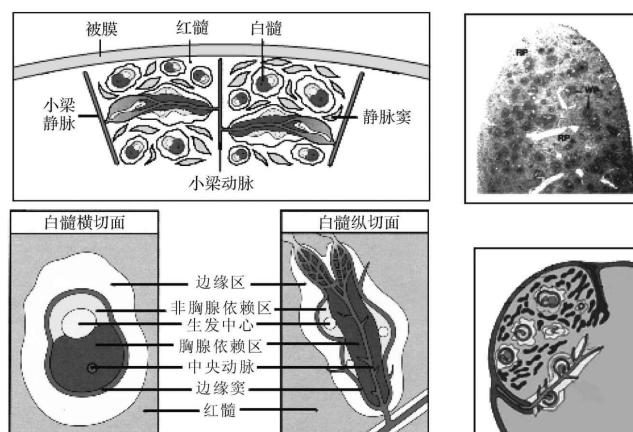 被膜 红髓 白髓
小梁
静脉
静脉窦
小梁动脉
RP
WP
RP
白髓横切面
白髓纵切面
边缘区
非胸腺依赖区
生发中心
胸腺依赖区
中央动脉
边缘窦
红髓